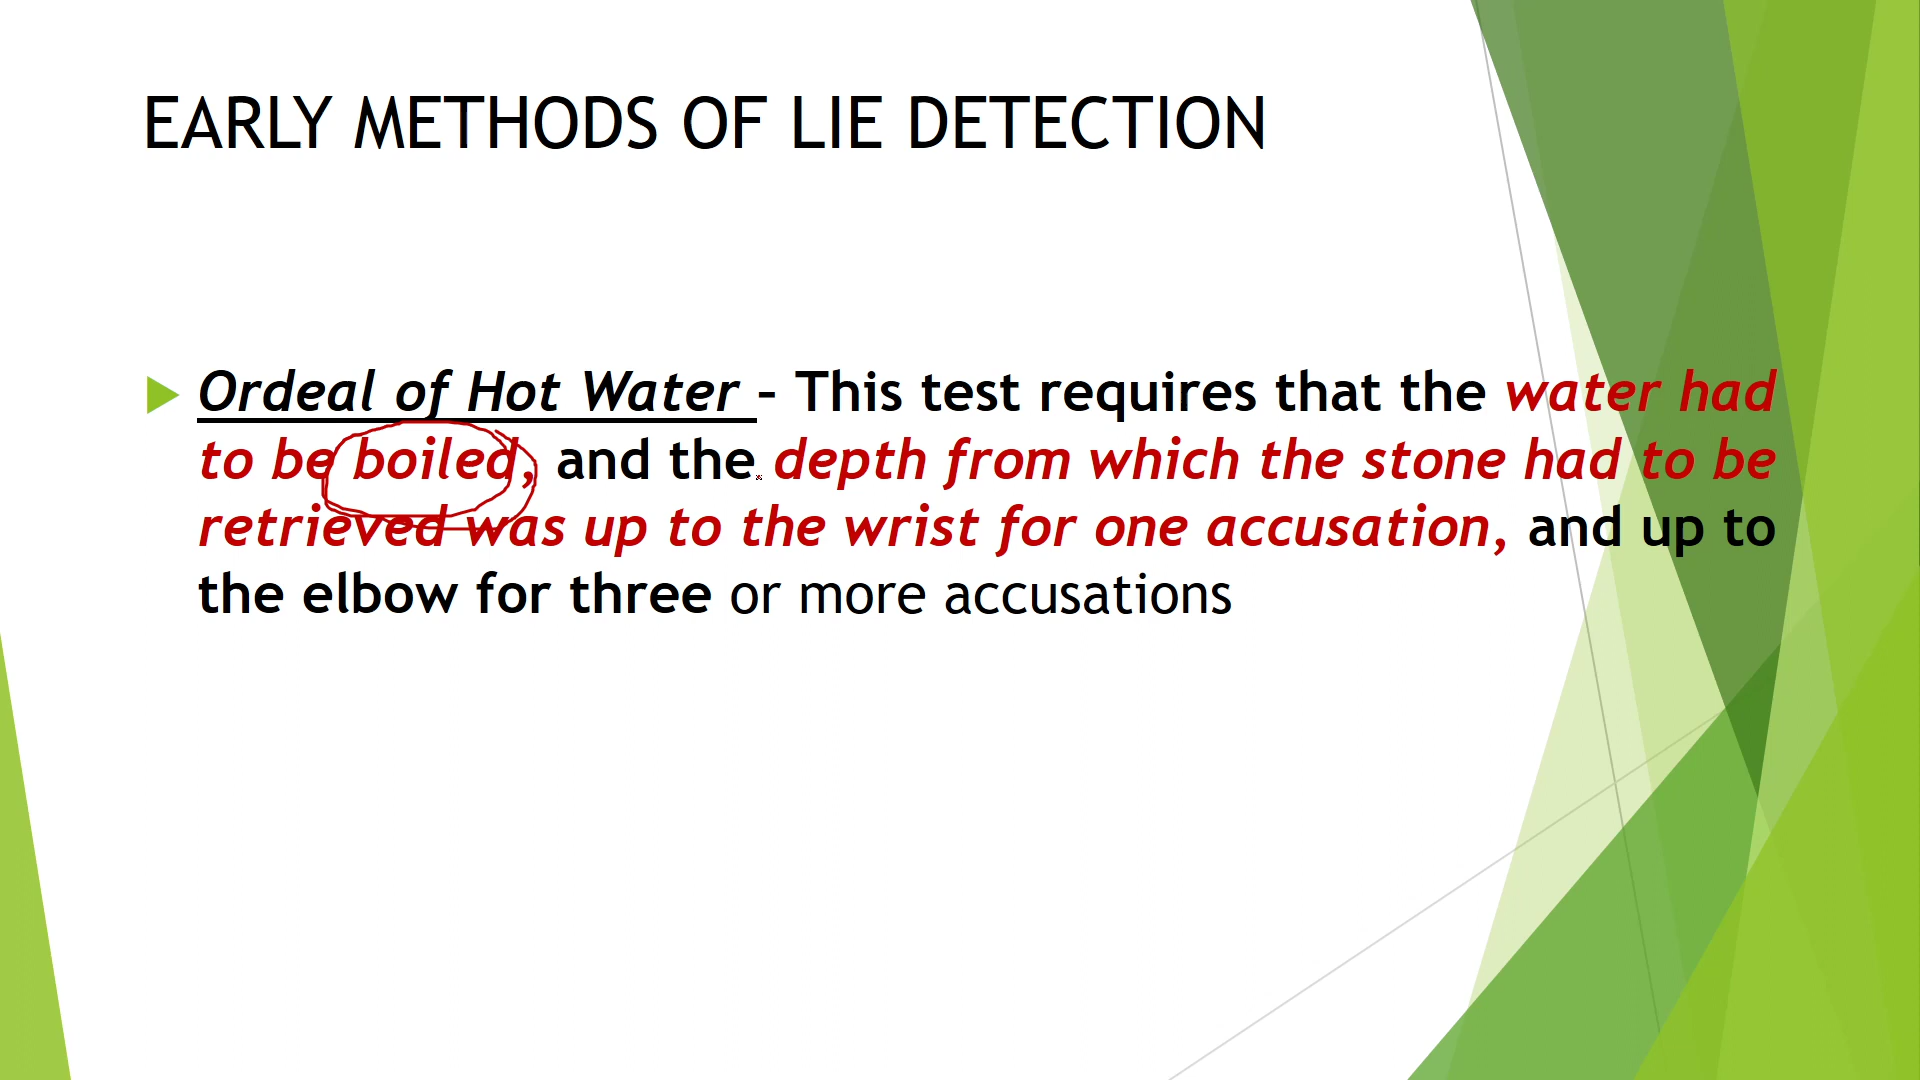 EARLY METHODS OF LIE DETECTION
Ordeal of Hot Water – This test requires that the water had
to be boiled, and the depth from which the stone had to be
retrieved was up to the wrist for one accusation, and up to
the elbow for three or more accusations